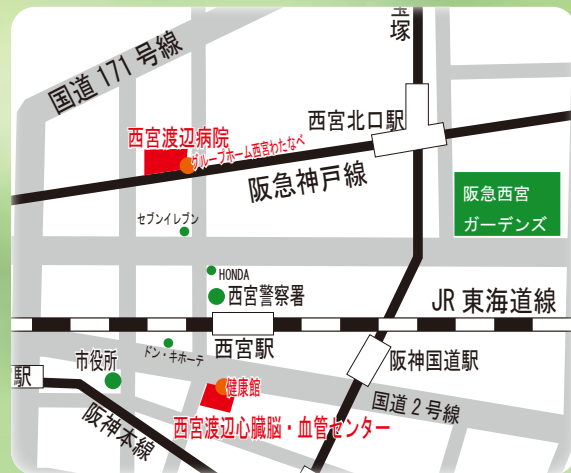 宝塚
国道171号線
西宮北口駅
西宮渡辺病院
グループホーム西宮わたなべ
阪急神戸線
阪急西宮
ガーデンズ
セブンイレブン
HONDA
西宮警察署
JR東海道線
西宮駅
ドン・キホーテ
阪神国道駅
市役所
駅
健康館
国道2号線
阪神本線
西宮渡辺心臓脳・血管センター